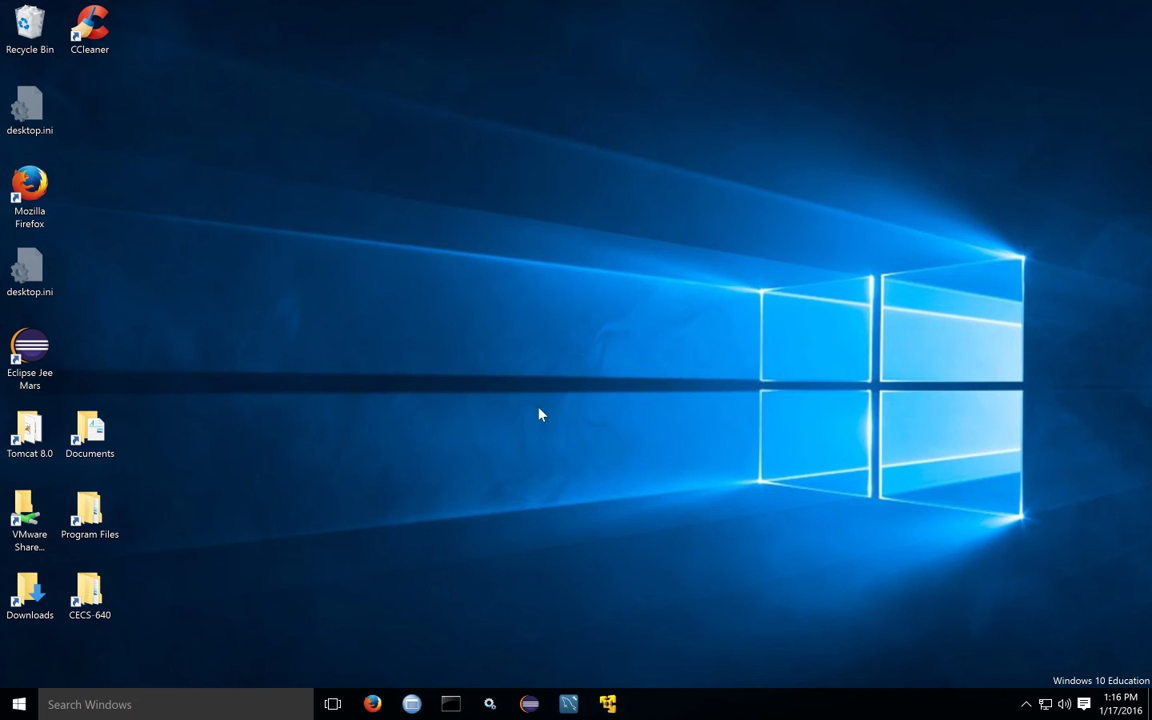 Recycle Bin
CCleaner
desktop.ini
Mozilla
Firefox
desktop.ini
Eclipse Jee
Mars
Tomcat 8.0
Documents
VMware
Share...
Program Files
Downloads
CECS-640
Windows 10 Education
Search Windows
1:16 PM
1/17/2016